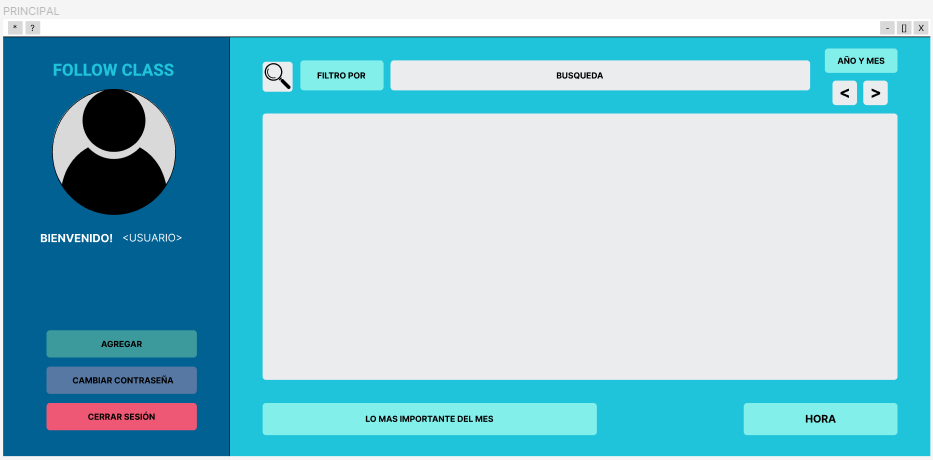 PRINCIPAL
* ?
- [] X
FOLLOW CLASS
BIENVENIDO! <USUARIO>
AGREGAR
CAMBIAR CONTRASEÑA
CERRAR SESIÓN
FILTRO POR
BUSQUEDA
AÑO Y MES
< >
LO MAS IMPORTANTE DEL MES
HORA